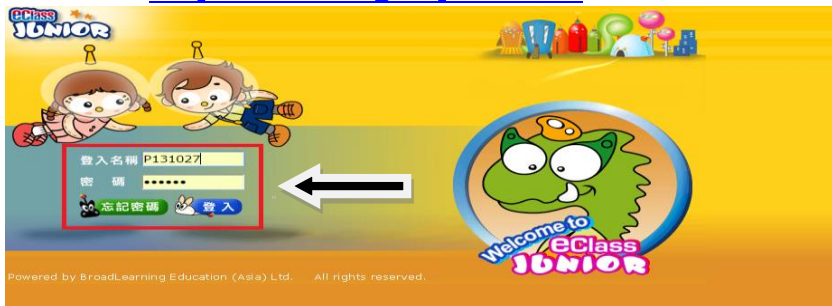 eClass
JUNIOR
登入名稱 P131027
密 碼 ••••••
忘記密碼 登入
Welcome to
eClass
JUNIOR
Powered by BroadLearning Education (Asia) Ltd. All rights reserved.